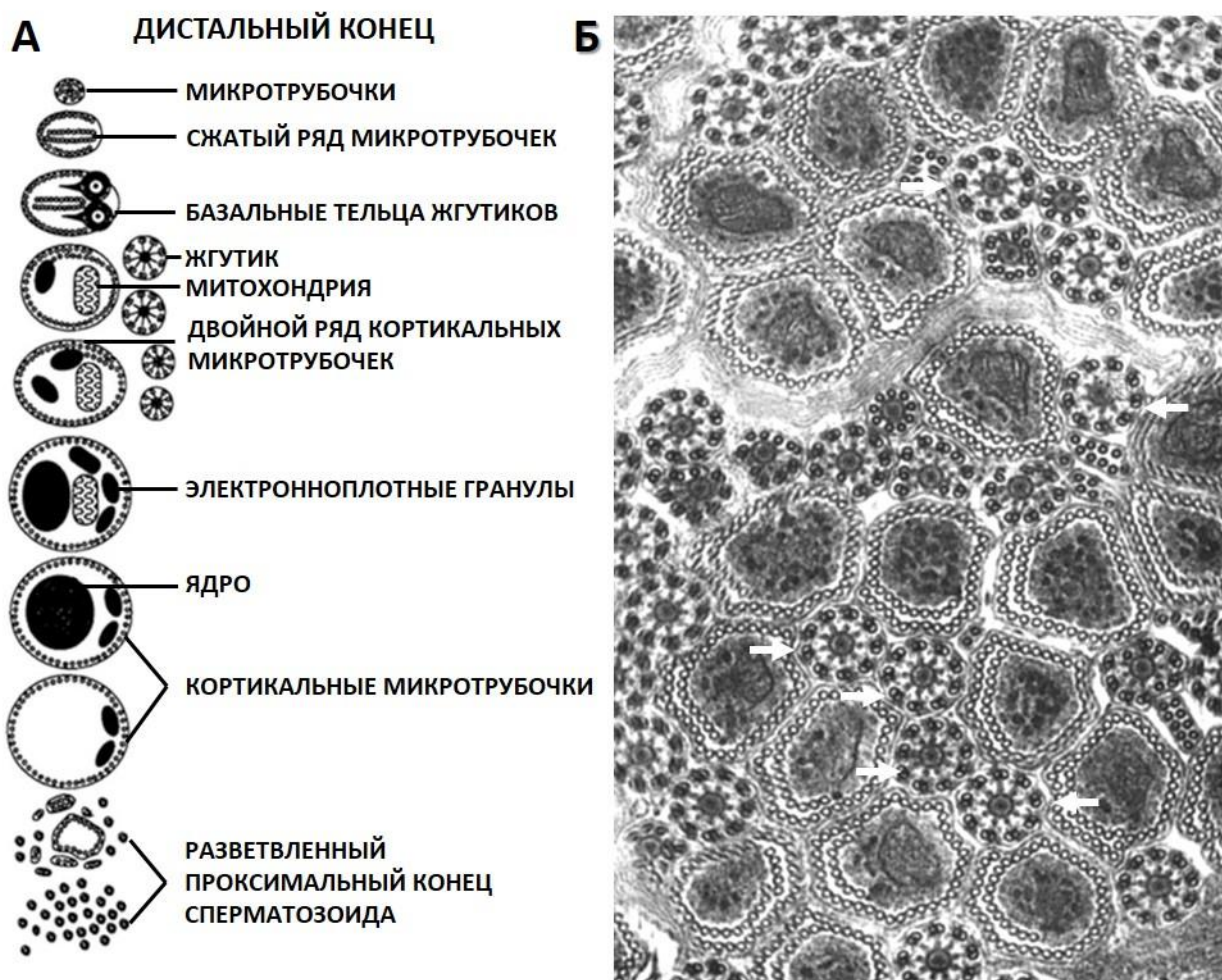 А
ДИСТАЛЬНЫЙ КОНЕЦ
МИКРОТРУБОЧКИ
СЖАТЫЙ РЯД МИКРОТРУБОЧЕК
БАЗАЛЬНЫЕ ТЕЛЬЦА ЖГУТИКОВ
ЖГУТИК
МИТОХОНДРИЯ
ДВОЙНОЙ РЯД КОРТИКАЛЬНЫХ
МИКРОТРУБОЧЕК
ЭЛЕКТРОННОПЛОТНЫЕ ГРАНУЛЫ
ЯДРО
КОРТИКАЛЬНЫЕ МИКРОТРУБОЧКИ
РАЗВЕТВЛЕННЫЙ
ПРОКСИМАЛЬНЫЙ КОНЕЦ
СПЕРМАТОЗОИДА
Б